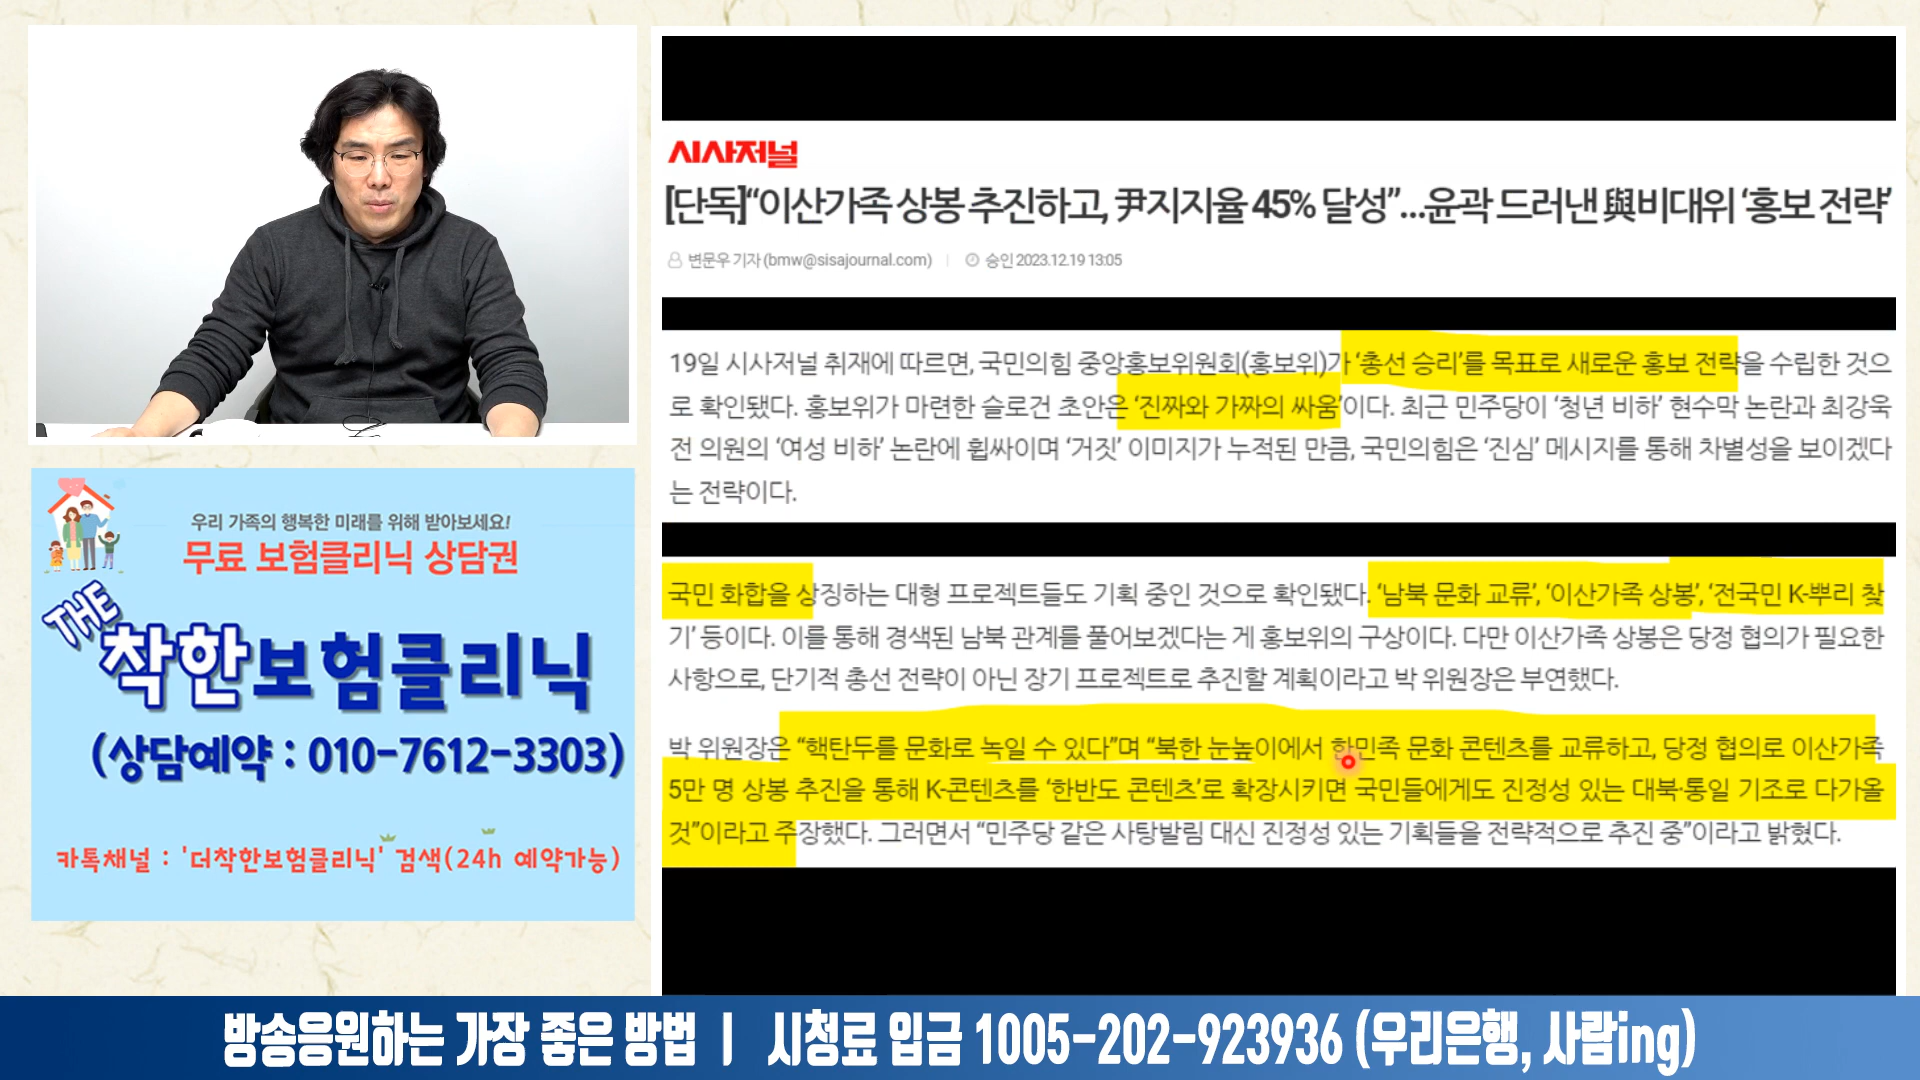 시사저널
[단독]“이산가족 상봉 추진하고, 尹지지율 45% 달성”...윤곽 드러낸 與비대위 ‘홍보 전략’
변문우 기자 (bmw@sisajournal.com) | 승인 2023.12.19 13:05
19일 시사저널 취재에 따르면, 국민의힘 중앙홍보위원회(홍보위)가 ‘총선 승리’를 목표로 새로운 홍보 전략을 수립한 것으
로 확인됐다. 홍보위가 마련한 슬로건 초안은 ‘진짜와 가짜의 싸움’이다. 최근 민주당이 ‘청년 비하’ 현수막 논란과 최강욱
전 의원의 ‘여성 비하’ 논란에 휩싸이며 ‘거짓’ 이미지가 누적된 만큼, 국민의힘은 ‘진심’ 메시지를 통해 차별성을 보이겠다
는 전략이다.
국민 화합을 상징하는 대형 프로젝트들도 기획 중인 것으로 확인됐다. ‘남북 문화 교류’, ‘이산가족 상봉’, ‘전국민 K-뿌리 찾
기’ 등이다. 이를 통해 경색된 남북 관계를 풀어보겠다는 게 홍보위의 구상이다. 다만 이산가족 상봉은 당정 협의가 필요한
사항으로, 단기적 총선 전략이 아닌 장기 프로젝트로 추진할 계획이라고 박 위원장은 부연했다.
박 위원장은 “핵탄두를 문화로 녹일 수 있다”며 “북한 눈높이에서 한민족 문화 콘텐츠를 교류하고, 당정 협의로 이산가족
5만 명 상봉 추진을 통해 K-콘텐츠를 ‘한반도 콘텐츠’로 확장시키면 국민들에게도 진정성 있는 대북·통일 기조로 다가올
것”이라고 주장했다. 그러면서 “민주당 같은 사탕발림 대신 진정성 있는 기획들을 전략적으로 추진 중”이라고 밝혔다.
우리 가족의 행복한 미래를 위해 받아보세요!
무료 보험클리닉 상담권
THE
착한보험클리닉
(상담예약 : 010-7612-3303)
카톡채널 : '더착한보험클리닉' 검색(24h 예약가능)
방송응원하는 가장 좋은 방법 | 시청료 입금 1005-202-923936 (우리은행, 사람ing)